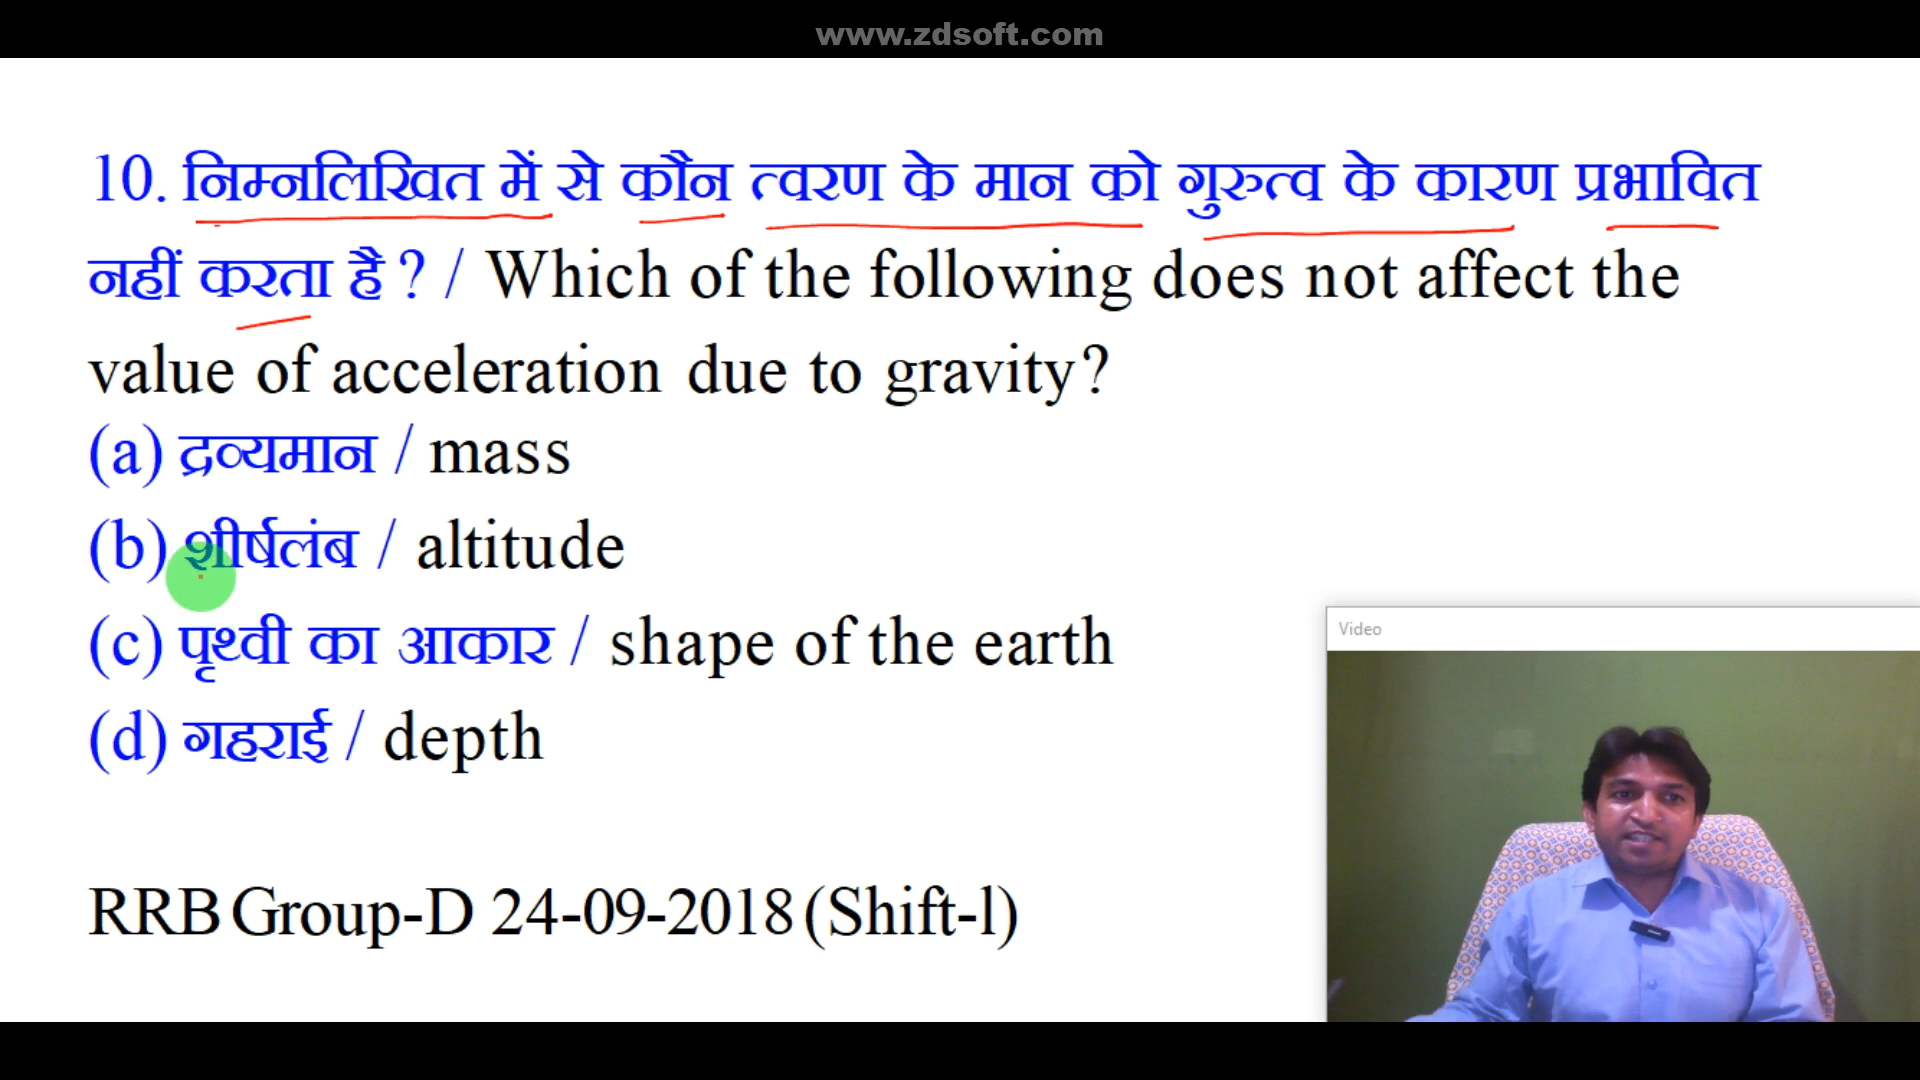 www.zdsoft.com
10. निम्नलिखित में से कौन त्वरण के मान को गुरुत्व के कारण प्रभावित
नहीं करता है ? / Which of the following does not affect the
value of acceleration due to gravity?
(a) द्रव्यमान / mass
(b) शीर्षलंब / altitude
(c) पृथ्वी का आकार / shape of the earth
Video
(d) गहराई / depth
RRB Group-D 24-09-2018 (Shift-l)